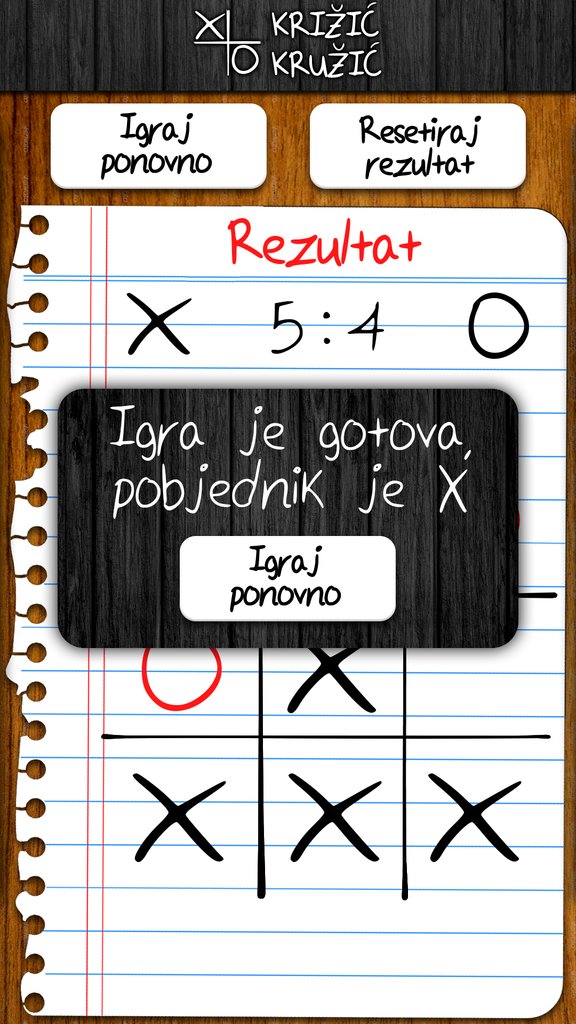 KRIŽIĆ
KRUŽIĆ
Igraj
ponovno
Resetiraj
rezultat
Rezultat
X 5:4 O
Igra je gotova,
pobjednik je X
Igraj
ponovno
O X
X X X